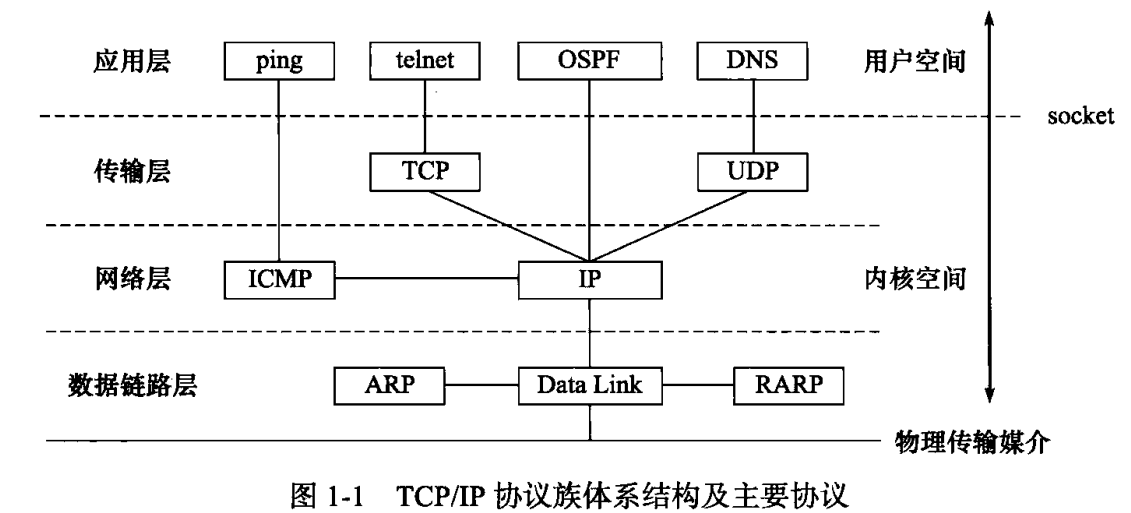 应用层 ping telnet OSPF DNS 用户空间
socket
传输层 TCP UDP
网络层 ICMP IP 内核空间
数据链路层 ARP Data Link RARP
物理传输媒介
图 1-1 TCP/IP 协议族体系结构及主要协议